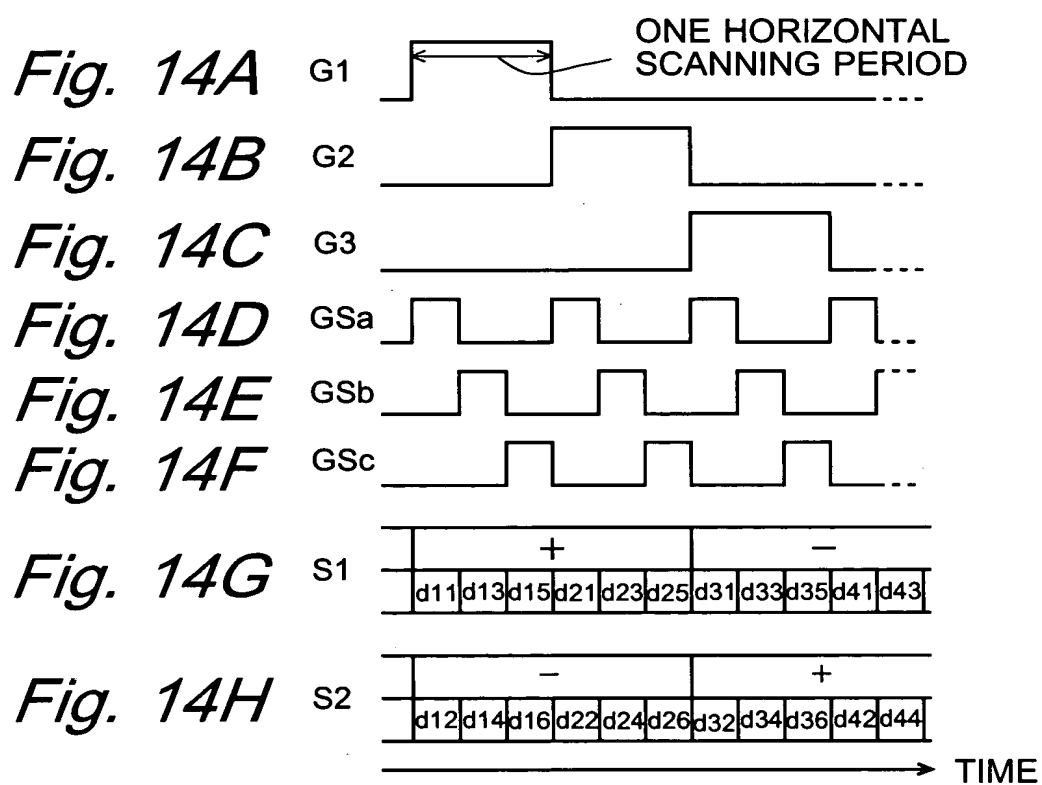 ONE HORIZONTAL
SCANNING PERIOD
Fig. 14A G1
Fig. 14B G2
Fig. 14C G3
Fig. 14D GSa
Fig. 14E GSb
Fig. 14F GSc
Fig. 14G S1
+ −
d11 d13 d15 d21 d23 d25 d31 d33 d35 d41 d43
Fig. 14H S2
− +
d12 d14 d16 d22 d24 d26 d32 d34 d36 d42 d44
TIME